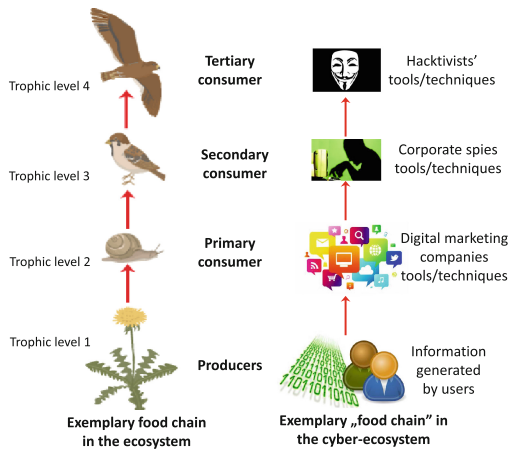 Trophic level 4
Tertiary
consumer
Hacktivists’
tools/techniques
Trophic level 3
Secondary
consumer
Corporate spies
tools/techniques
Trophic level 2
Primary
consumer
Digital marketing
companies
tools/techniques
Trophic level 1
Producers
Information
generated
by users
Exemplary food chain
in the ecosystem
Exemplary „food chain” in
the cyber-ecosystem